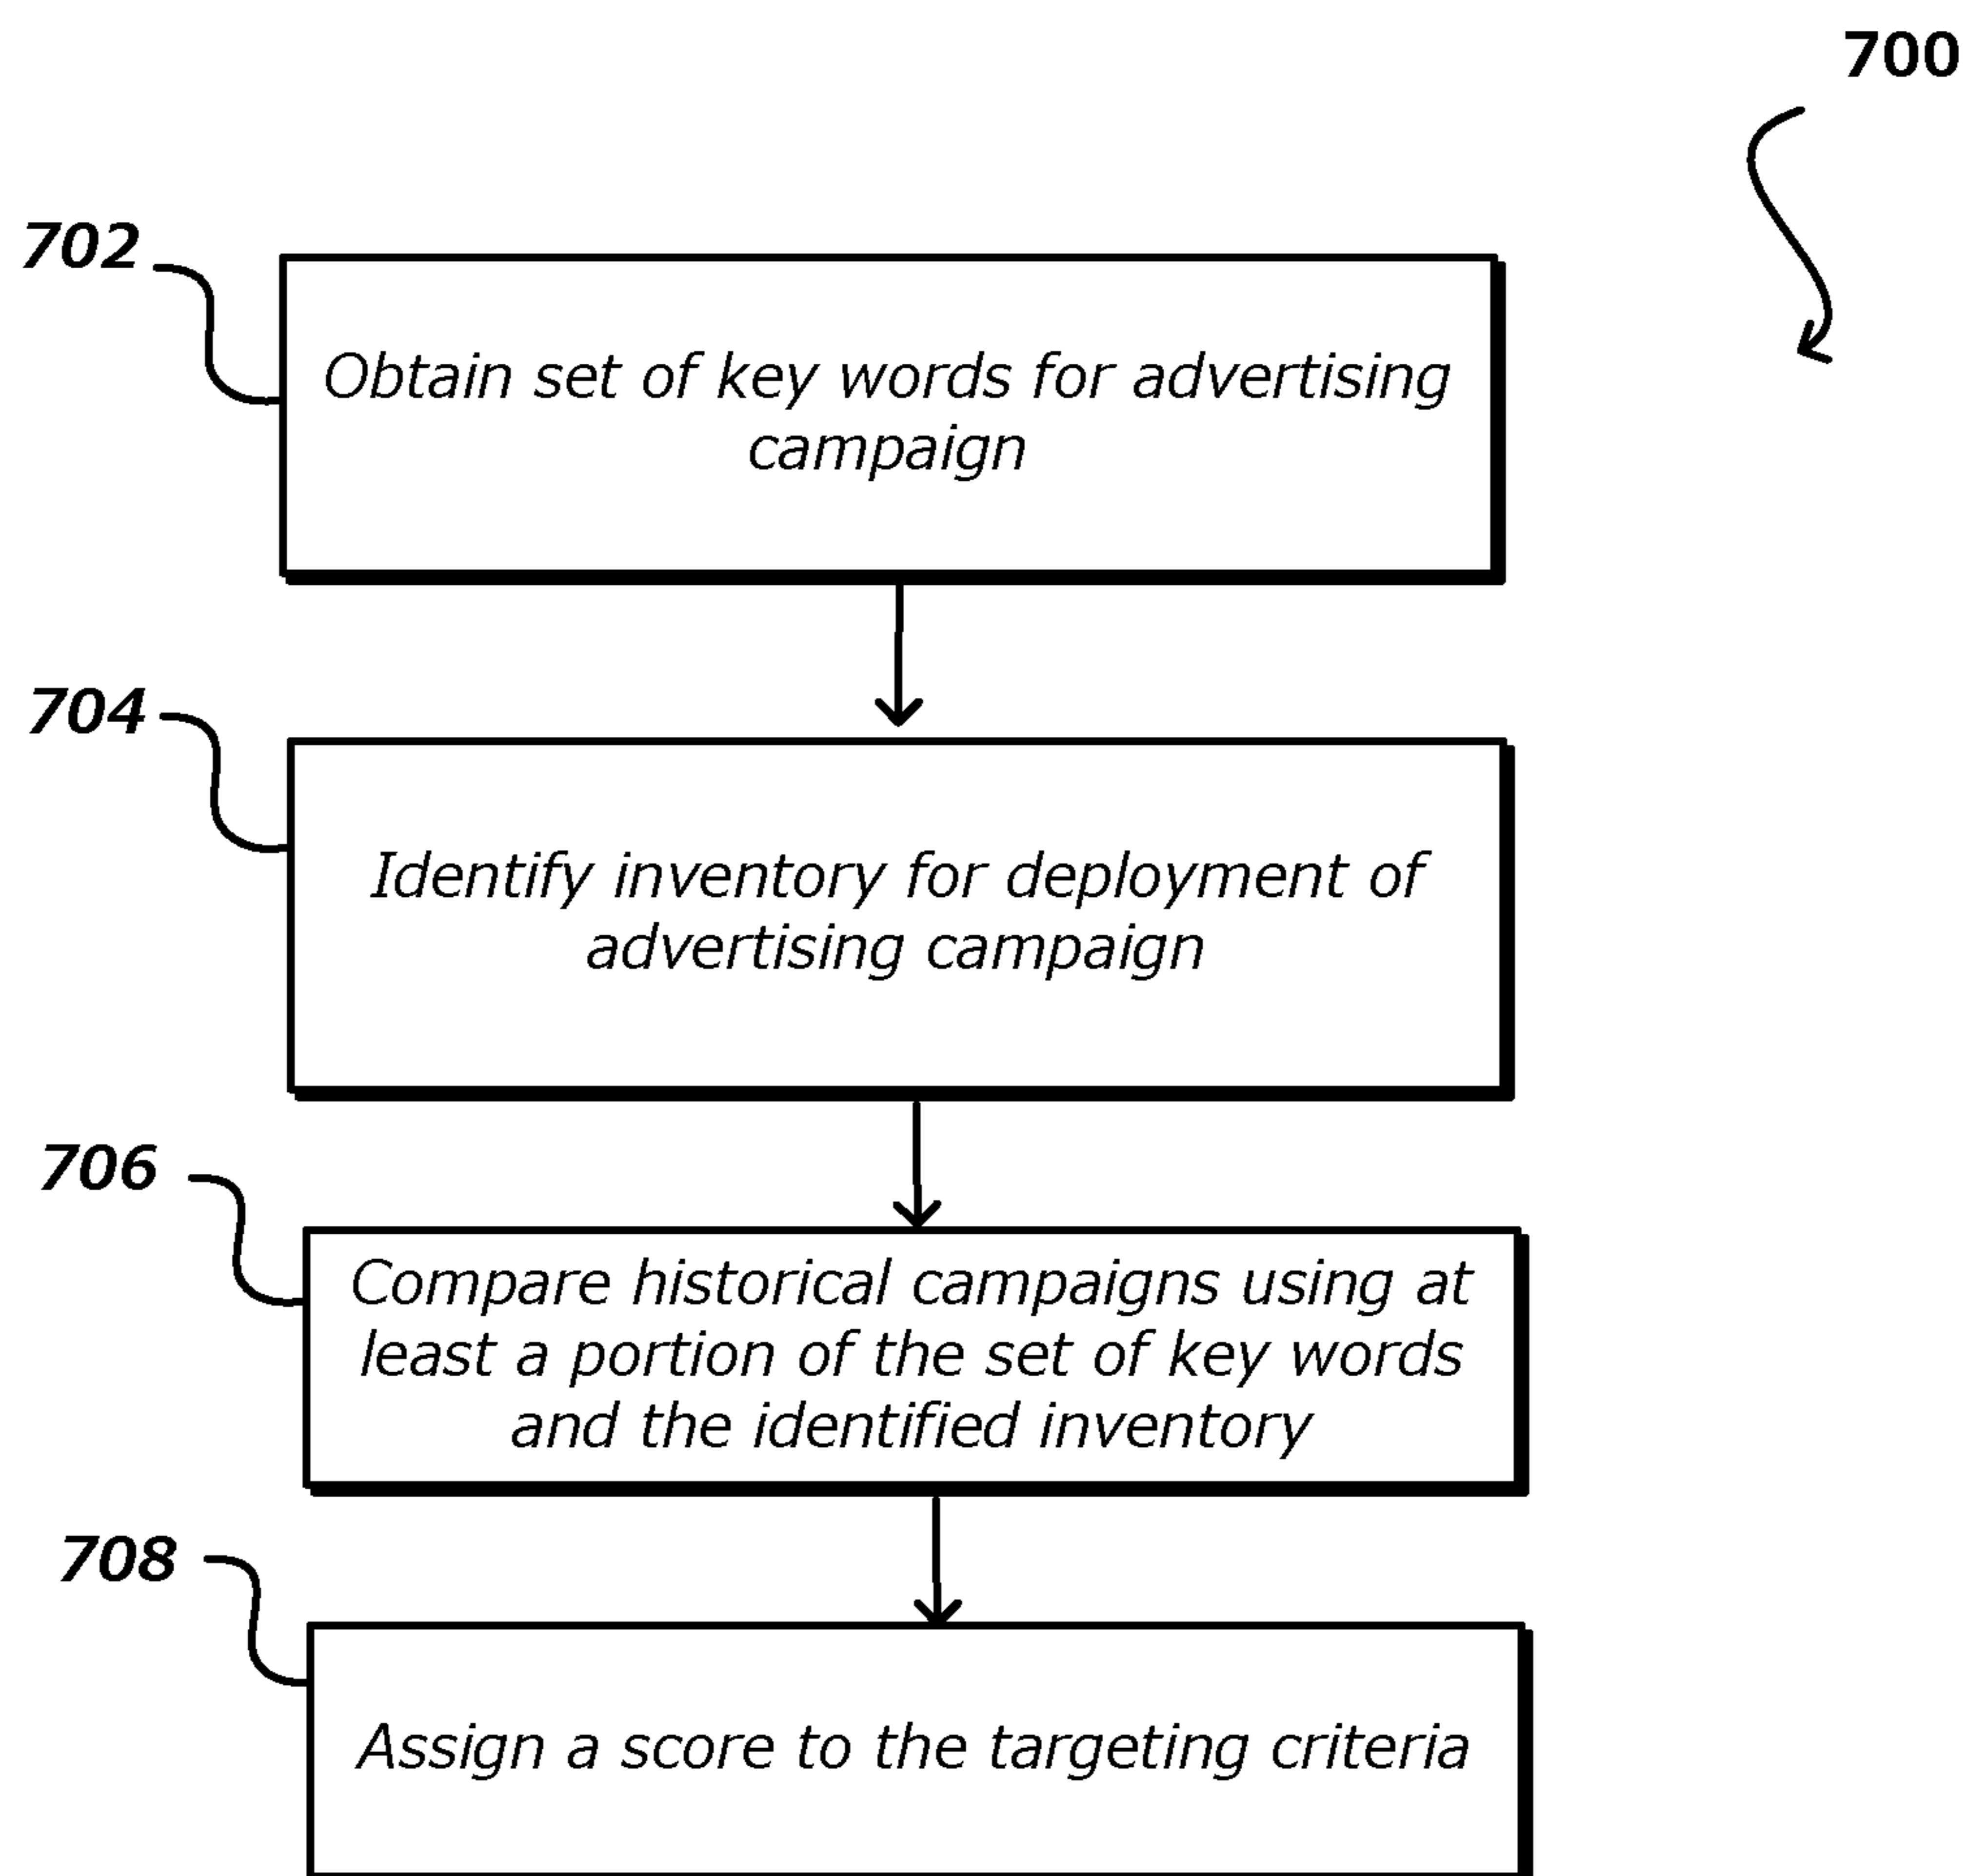 700
702
Obtain set of key words for advertising
campaign
704
Identify inventory for deployment of
advertising campaign
706
Compare historical campaigns using at
least a portion of the set of key words
and the identified inventory
708
Assign a score to the targeting criteria